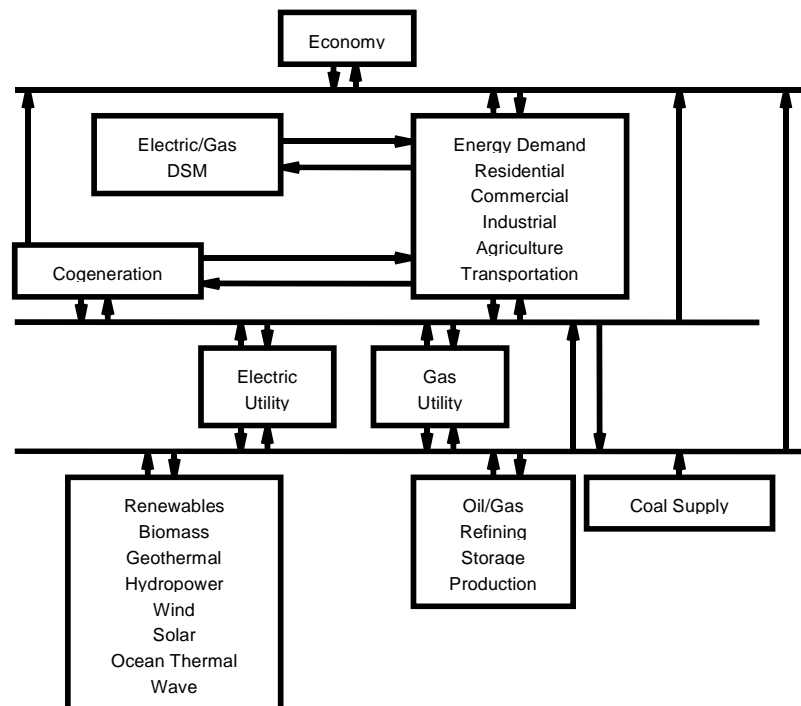 Economy
Electric/Gas
DSM
Energy Demand
Residential
Commercial
Industrial
Agriculture
Transportation
Cogeneration
Electric
Utility
Gas
Utility
Renewables
Biomass
Geothermal
Hydropower
Wind
Solar
Ocean Thermal
Wave
Oil/Gas
Refining
Storage
Production
Coal Supply